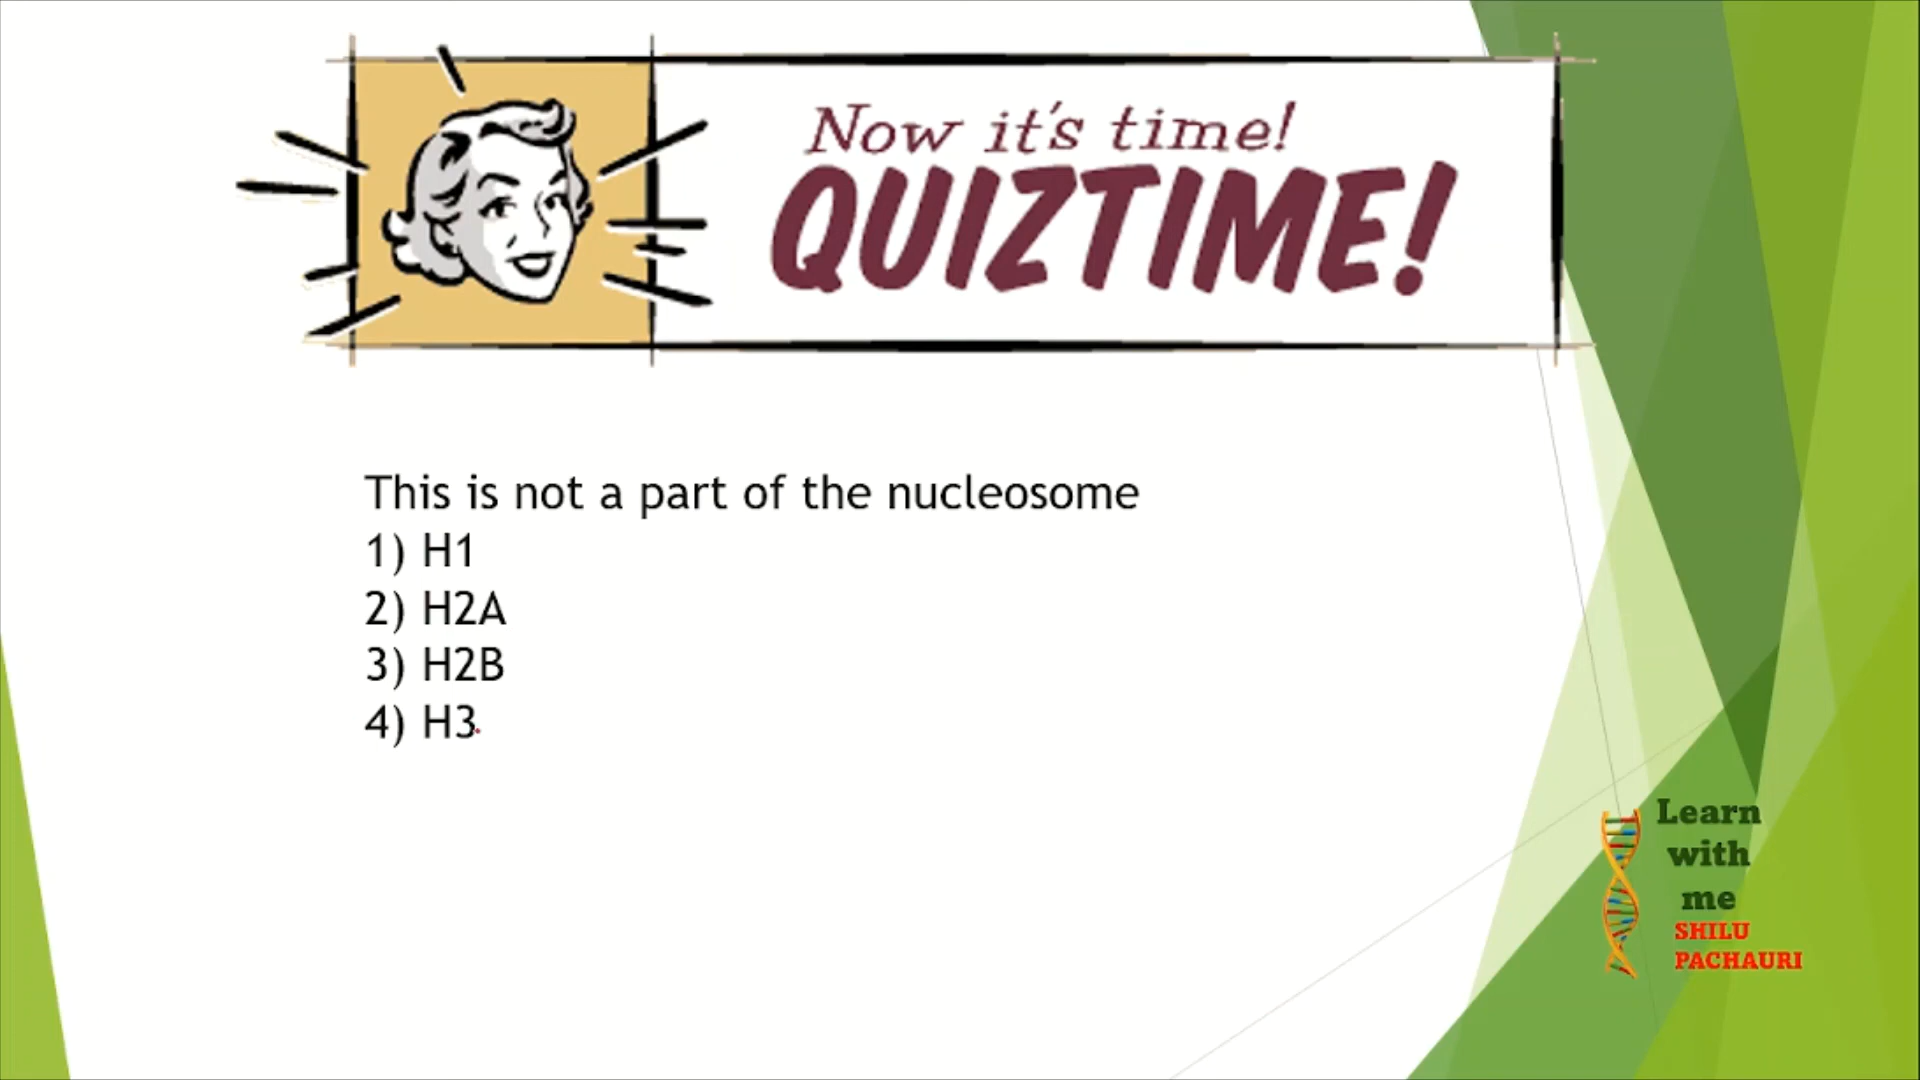 Now it's time!
QUIZTIME!
This is not a part of the nucleosome
1) H1
2) H2A
3) H2B
4) H3
Learn
with
me
SHILU
PACHAURI